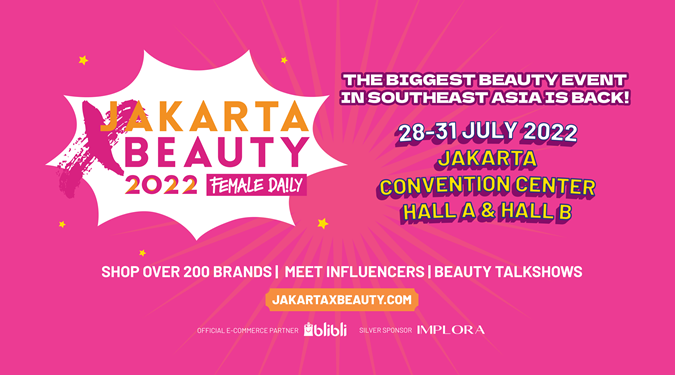 JAKARTA
X BEAUTY
2022 FEMALE DA!LY
THE BIGGEST BEAUTY EVENT
IN SOUTHEAST ASIA IS BACK!
28-31 JULY 2022
JAKARTA
CONVENTION CENTER
HALL A & HALL B
SHOP OVER 200 BRANDS | MEET INFLUENCERS | BEAUTY TALKSHOWS
JAKARTAXBEAUTY.COM
OFFICIAL E-COMMERCE PARTNER blibli SILVER SPONSOR IMPLORA